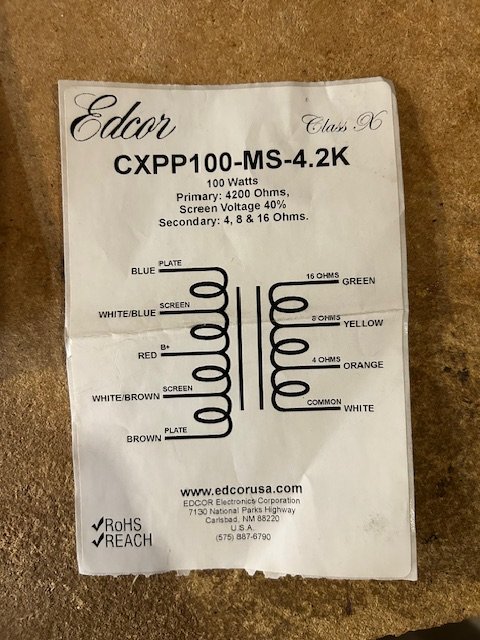 Edcor
Class X
CXPP100-MS-4.2K
100 Watts
Primary: 4200 Ohms,
Screen Voltage 40%
Secondary: 4, 8 & 16 Ohms.
BLUE PLATE
16 OHMS GREEN
WHITE/BLUE SCREEN
8 OHMS YELLOW
RED B+
4 OHMS ORANGE
WHITE/BROWN SCREEN
COMMON WHITE
BROWN PLATE
www.edcorusa.com
EDCOR Electronics Corporation
7130 National Parks Highway
Carlsbad, NM 88220
U.S.A.
(575) 887-6790
✓RoHS
✓REACH